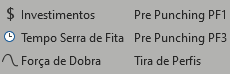 $ Investimentos Pre Punching PF1
Tempo Serra de Fita Pre Punching PF3
Força de Dobra Tira de Perfis